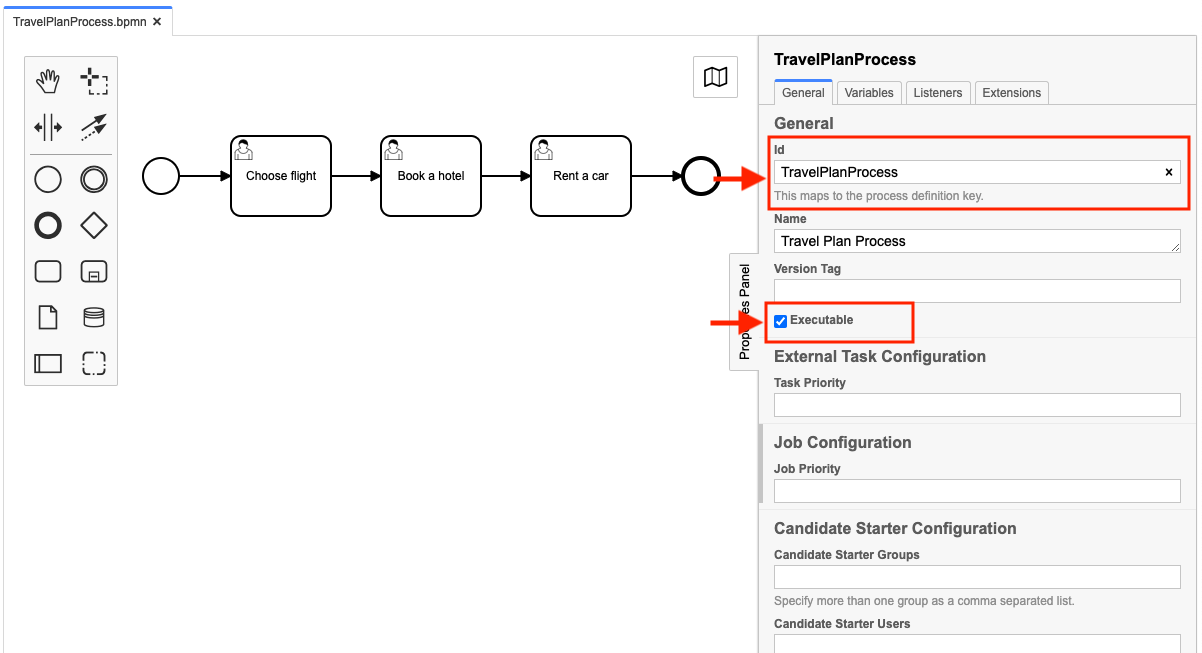 TravelPlanProcess.bpmn ×
Choose flight
Book a hotel
Rent a car
Properties Panel
TravelPlanProcess
General Variables Listeners Extensions
General
Id
TravelPlanProcess ×
This maps to the process definition key.
Name
Travel Plan Process
Version Tag
Executable
External Task Configuration
Task Priority
Job Configuration
Job Priority
Candidate Starter Configuration
Candidate Starter Groups
Specify more than one group as a comma separated list.
Candidate Starter Users